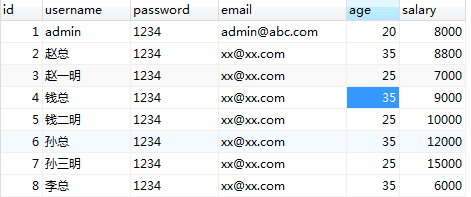 id username password email age salary
1 admin 1234 admin@abc.com 20 8000
2 赵总 1234 xx@xx.com 35 8800
3 赵一明 1234 xx@xx.com 25 7000
4 钱总 1234 xx@xx.com 35 9000
5 钱二明 1234 xx@xx.com 25 10000
6 孙总 1234 xx@xx.com 35 12000
7 孙三明 1234 xx@xx.com 25 15000
8 李总 1234 xx@xx.com 35 6000